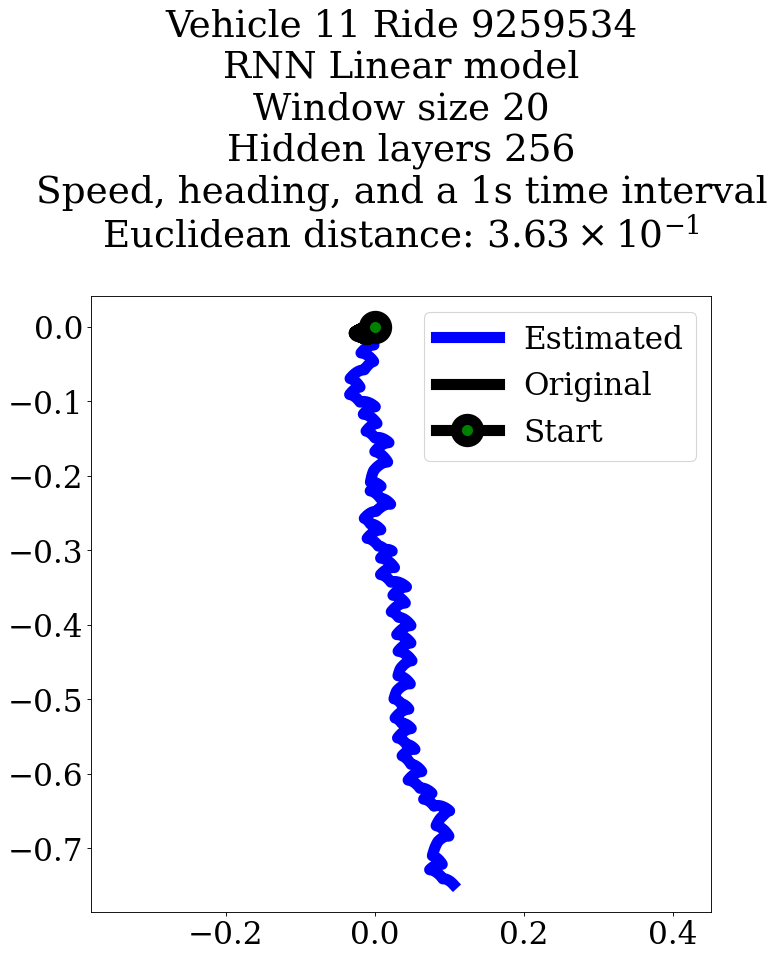 Vehicle 11 Ride 9259534
RNN Linear model
Window size 20
Hidden layers 256
Speed, heading, and a 1s time interval
Euclidean distance: 3.63 × 10⁻¹
Estimated
Original
Start
0.0
−0.1
−0.2
−0.3
−0.4
−0.5
−0.6
−0.7
−0.2
0.0
0.2
0.4